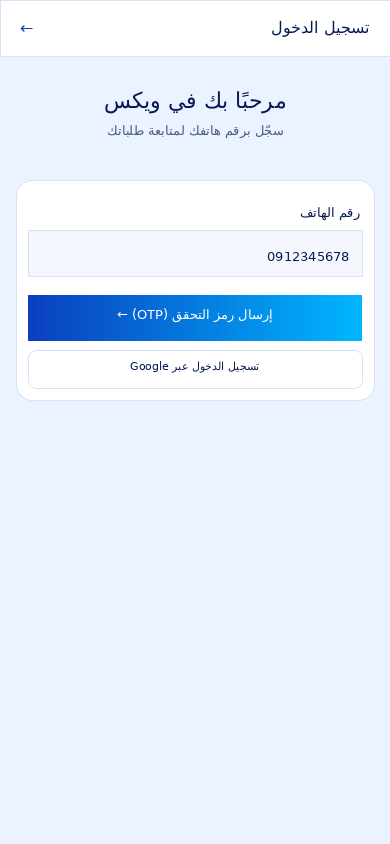 تسجيل الدخول ←
مرحبًا بك في ويكس
سجّل برقم هاتفك لمتابعة طلباتك
رقم الهاتف
0912345678
إرسال رمز التحقق (OTP) ←
تسجيل الدخول عبر Google